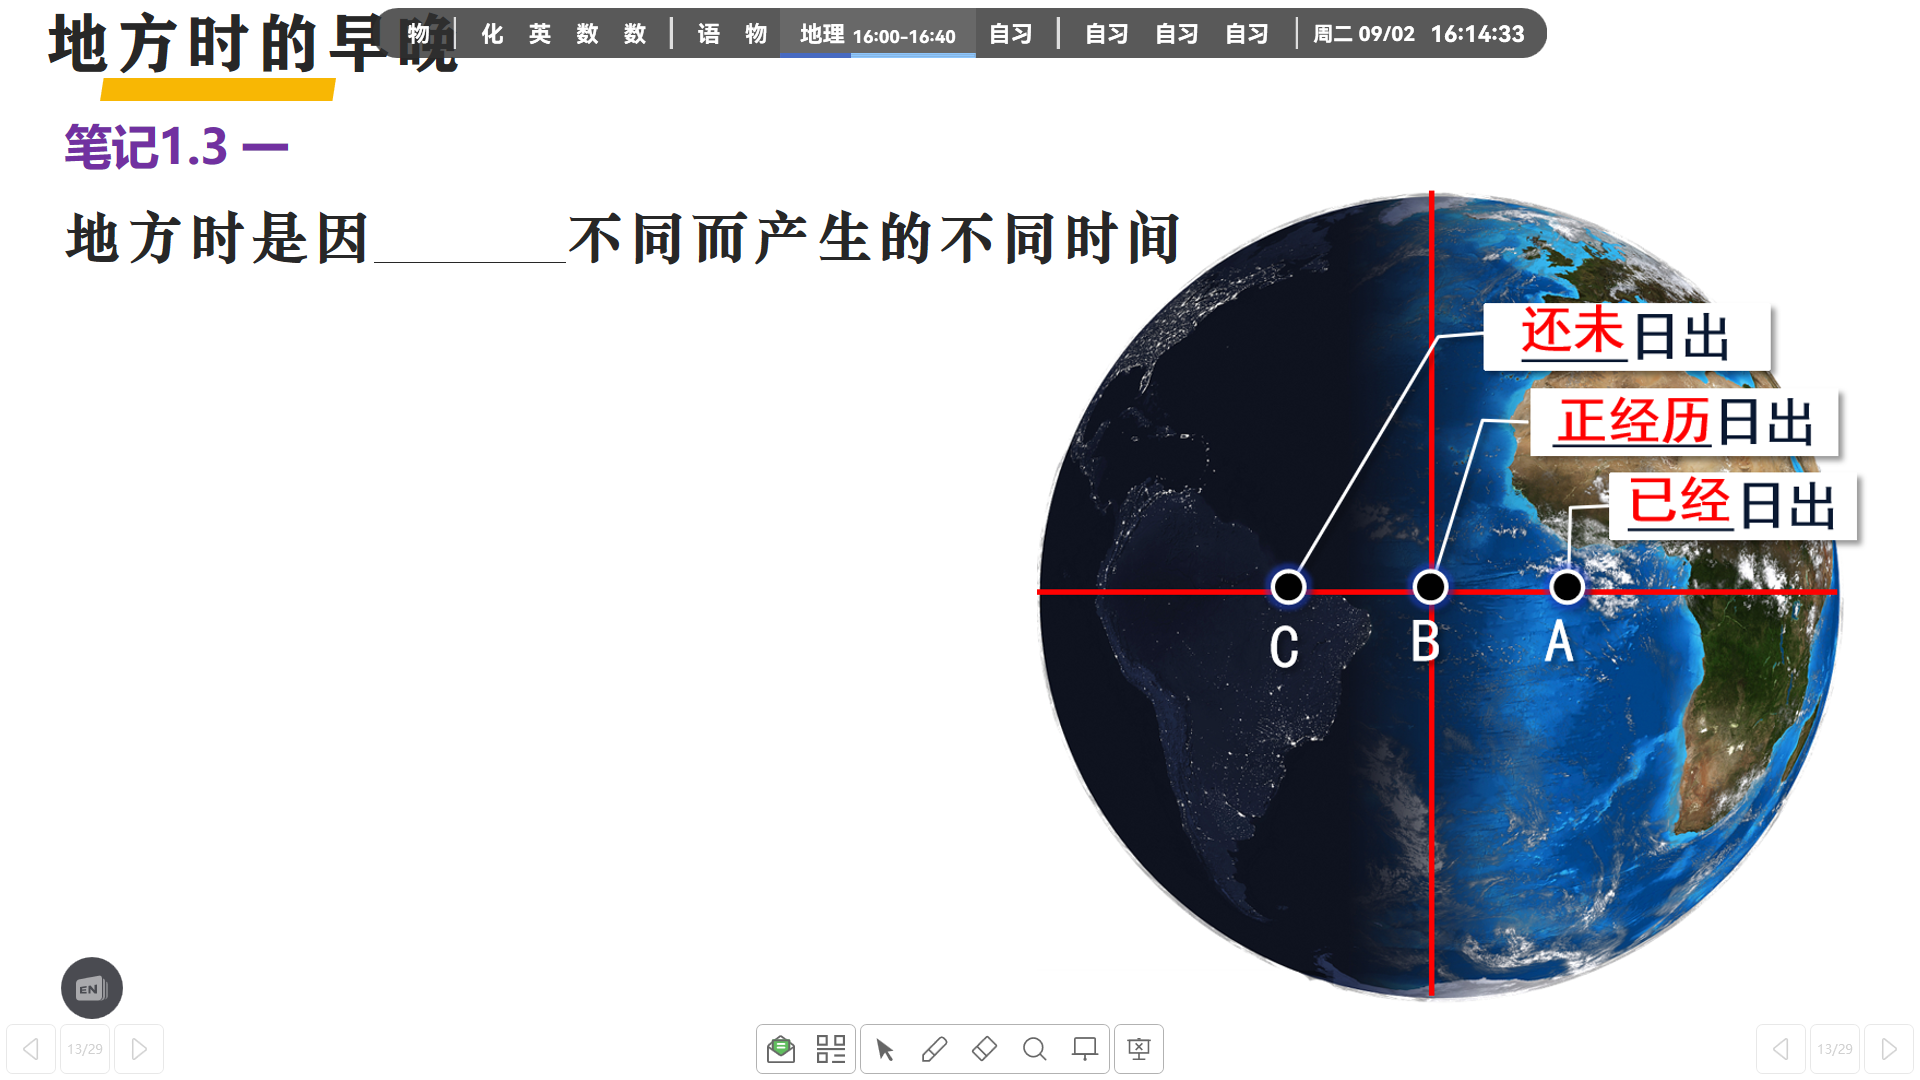 地方时的早晚
物 | 化 英 数 数 | 语 物 地理 16:00-16:40 自习 | 自习 自习 自习 | 周二 09/02 16:14:33
笔记1.3 一
地方时是因______不同而产生的不同时间
还未日出
正经历日出
已经日出
C B A
EN
13/29
13/29